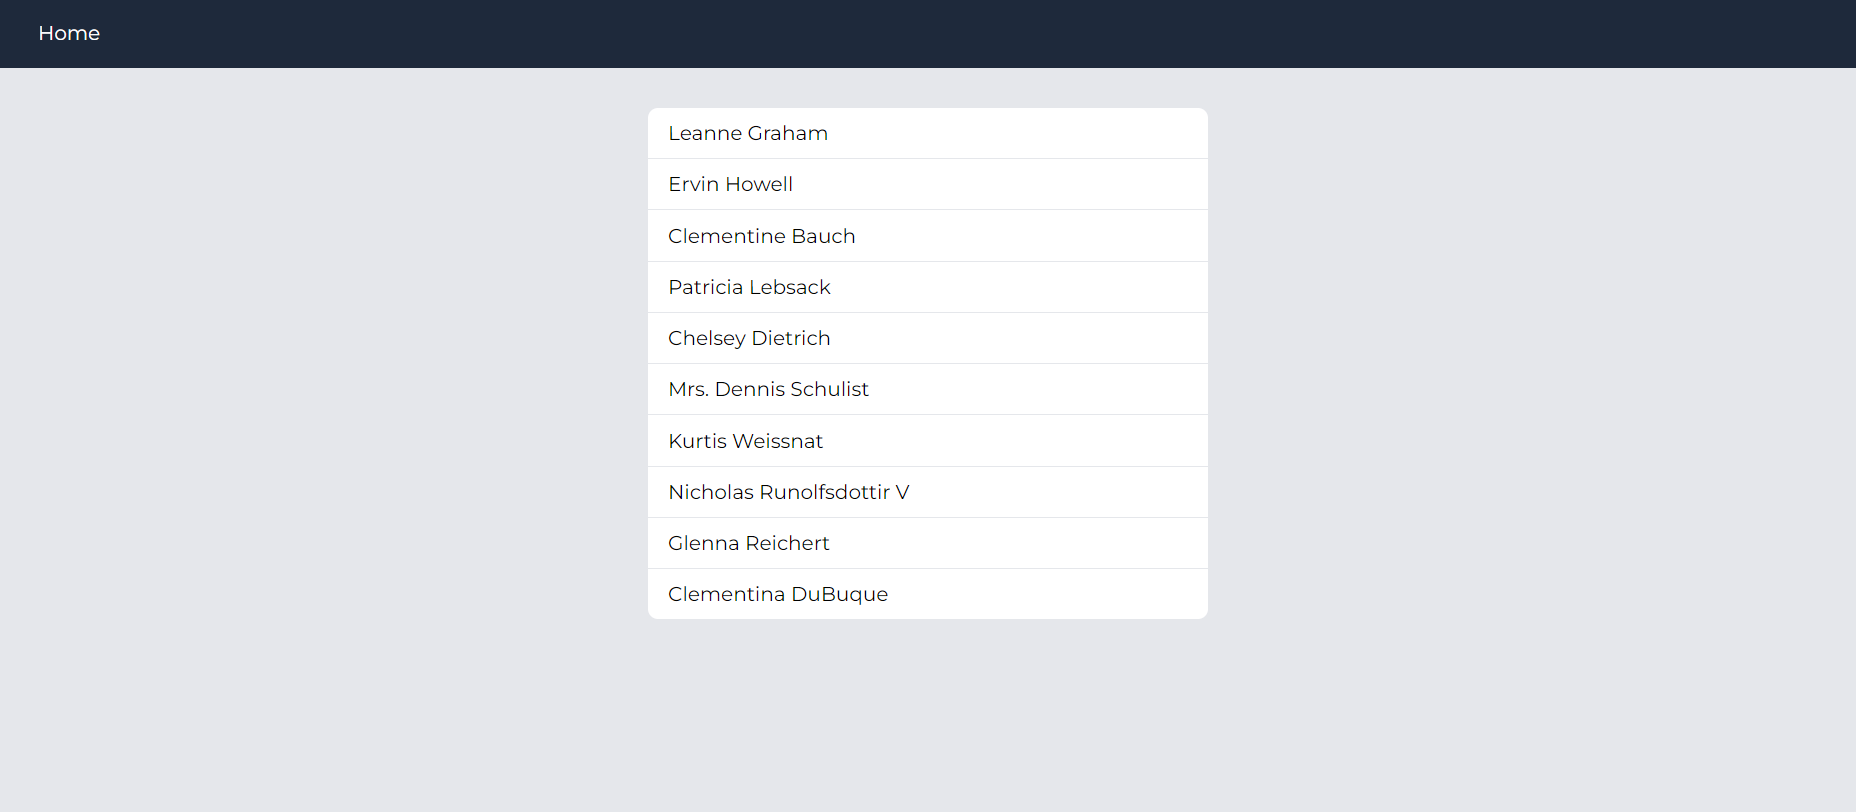 Home
Leanne Graham
Ervin Howell
Clementine Bauch
Patricia Lebsack
Chelsey Dietrich
Mrs. Dennis Schulist
Kurtis Weissnat
Nicholas Runolfsdottir V
Glenna Reichert
Clementina DuBuque